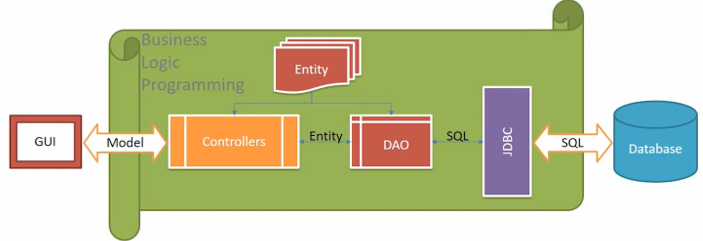 Business
Logic
Programming
Entity
GUI
Model
Controllers
Entity
DAO
SQL
JDBC
SQL
Database